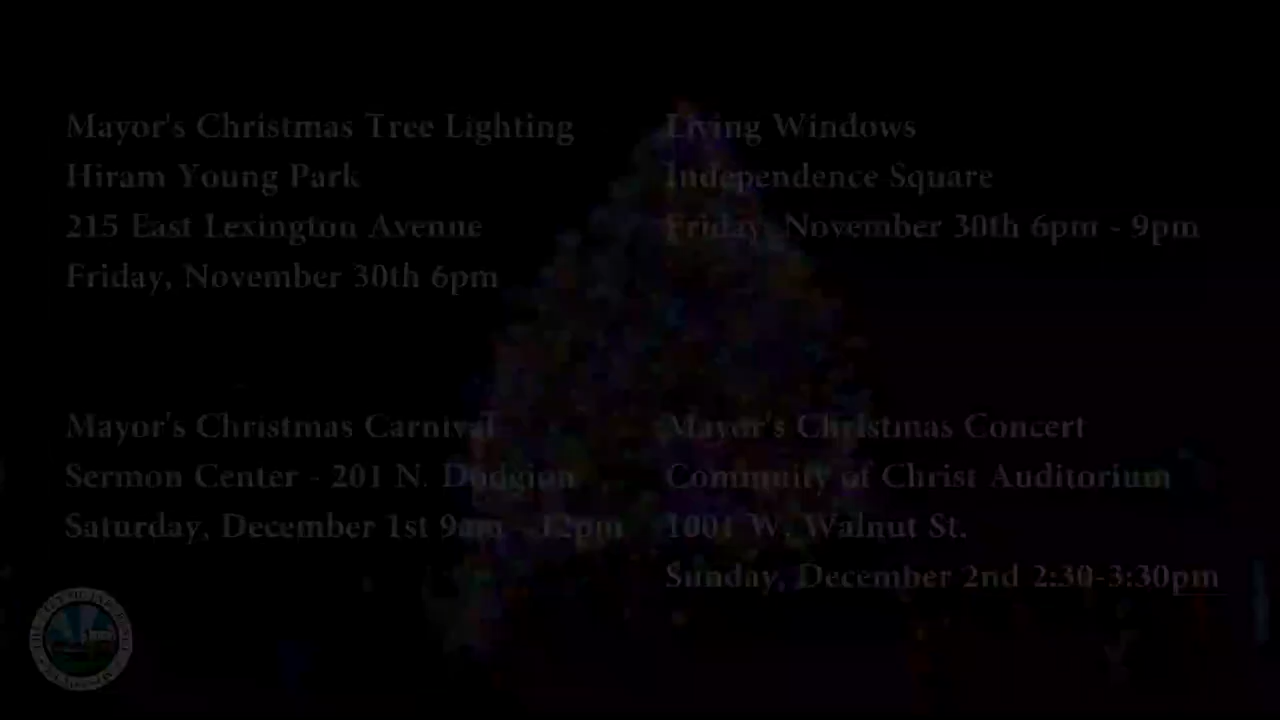 Mayor's Christmas Tree Lighting
Hiram Young Park
215 East Lexington Avenue
Friday, November 30th 6pm
Living Windows
Independence Square
Friday, November 30th 6pm - 9pm
Mayor's Christmas Carnival
Sermon Center - 201 N. Dodgion
Saturday, December 1st 9am - 12pm
Mayor's Christmas Concert
Community of Christ Auditorium
1001 W. Walnut St.
Sunday, December 2nd 2:30-3:30pm